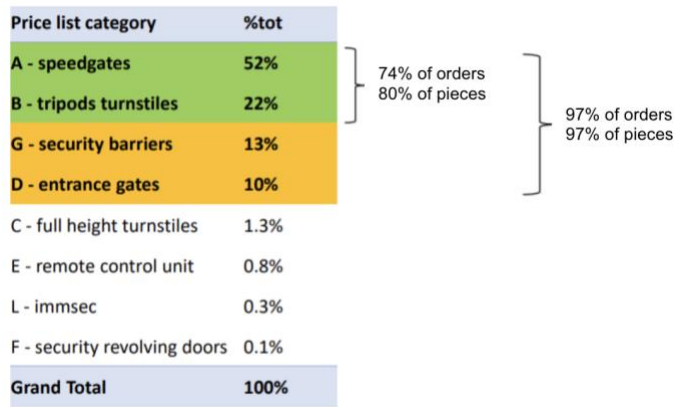 Price list category %tot
A - speedgates 52%
B - tripods turnstiles 22%
G - security barriers 13%
D - entrance gates 10%
C - full height turnstiles 1.3%
E - remote control unit 0.8%
L - immsec 0.3%
F - security revolving doors 0.1%
Grand Total 100%
74% of orders
80% of pieces
97% of orders
97% of pieces